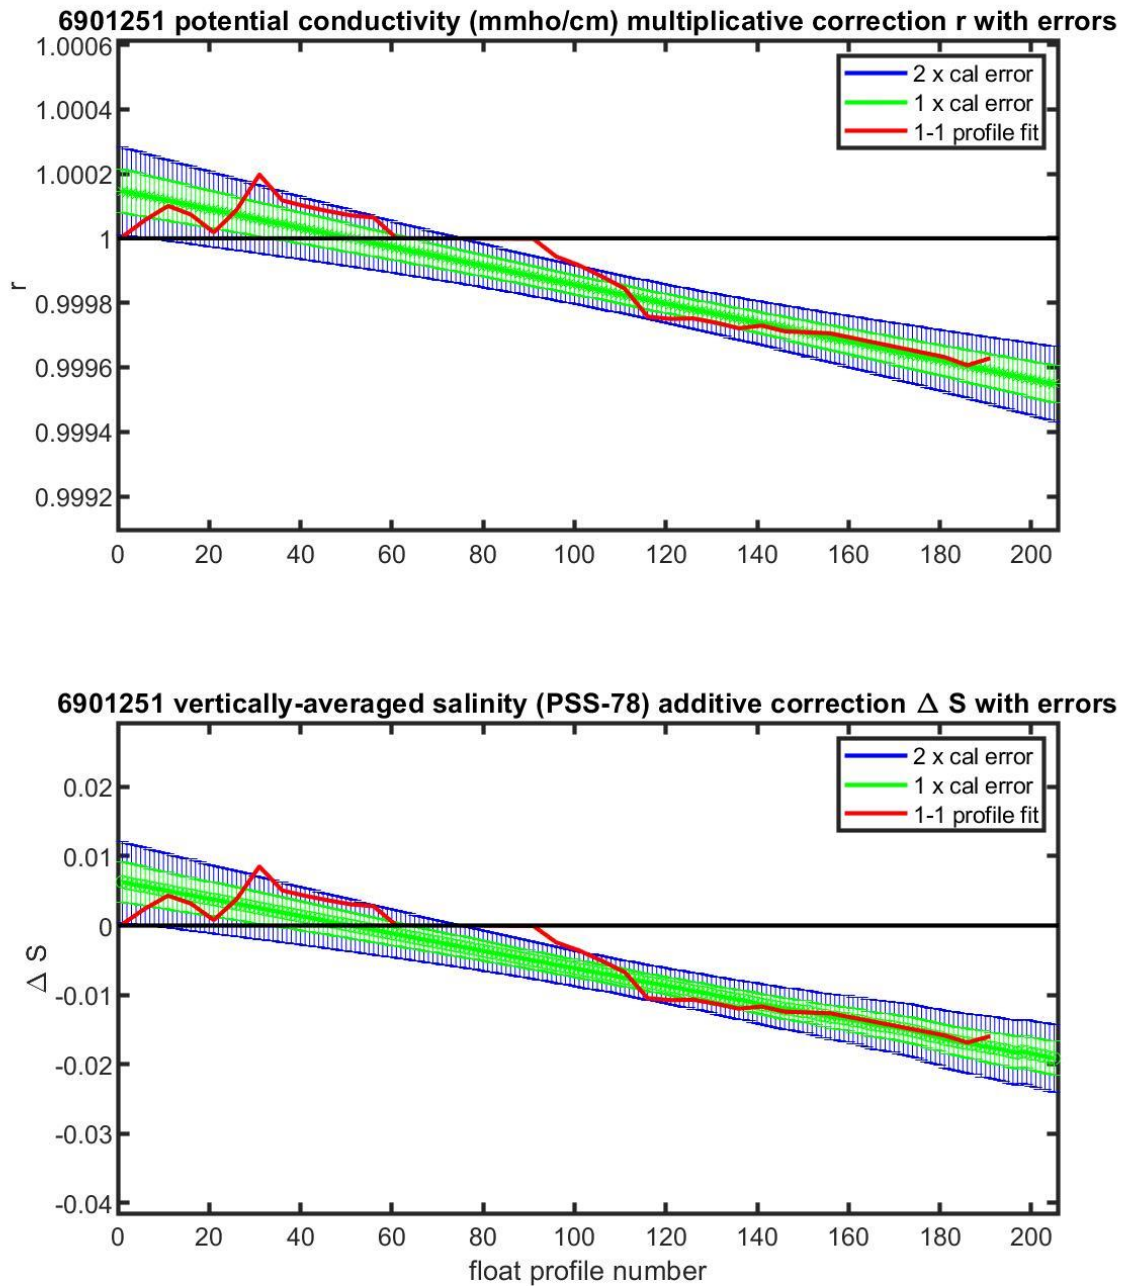 6901251 potential conductivity (mmho/cm) multiplicative correction r with errors
1.0006
1.0004
1.0002
1
0.9998
0.9996
0.9994
0.9992
r
2 x cal error
1 x cal error
1-1 profile fit
0 20 40 60 80 100 120 140 160 180 200
6901251 vertically-averaged salinity (PSS-78) additive correction Δ S with errors
0.02
0.01
0
-0.01
-0.02
-0.03
-0.04
Δ S
2 x cal error
1 x cal error
1-1 profile fit
0 20 40 60 80 100 120 140 160 180 200
float profile number